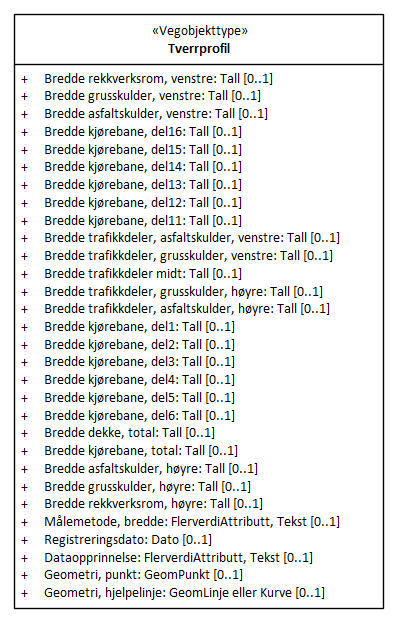 «Vegobjekttype»
Tverrprofil
+ Bredde rekkverksrom, venstre: Tall [0..1]
+ Bredde grusskulder, venstre: Tall [0..1]
+ Bredde asfaltskulder, venstre: Tall [0..1]
+ Bredde kjørebane, del16: Tall [0..1]
+ Bredde kjørebane, del15: Tall [0..1]
+ Bredde kjørebane, del14: Tall [0..1]
+ Bredde kjørebane, del13: Tall [0..1]
+ Bredde kjørebane, del12: Tall [0..1]
+ Bredde kjørebane, del11: Tall [0..1]
+ Bredde trafikkdeler, asfaltskulder, venstre: Tall [0..1]
+ Bredde trafikkdeler, grusskulder, venstre: Tall [0..1]
+ Bredde trafikkdeler midt: Tall [0..1]
+ Bredde trafikkdeler, grusskulder, høyre: Tall [0..1]
+ Bredde trafikkdeler, asfaltskulder, høyre: Tall [0..1]
+ Bredde kjørebane, del1: Tall [0..1]
+ Bredde kjørebane, del2: Tall [0..1]
+ Bredde kjørebane, del3: Tall [0..1]
+ Bredde kjørebane, del4: Tall [0..1]
+ Bredde kjørebane, del5: Tall [0..1]
+ Bredde kjørebane, del6: Tall [0..1]
+ Bredde dekke, total: Tall [0..1]
+ Bredde kjørebane, total: Tall [0..1]
+ Bredde asfaltskulder, høyre: Tall [0..1]
+ Bredde grusskulder, høyre: Tall [0..1]
+ Bredde rekkverksrom, høyre: Tall [0..1]
+ Målemetode, bredde: FlerverdiAttributt, Tekst [0..1]
+ Registreringsdato: Dato [0..1]
+ Dataopprinnelse: FlerverdiAttributt, Tekst [0..1]
+ Geometri, punkt: GeomPunkt [0..1]
+ Geometri, hjelpelinje: GeomLinje eller Kurve [0..1]